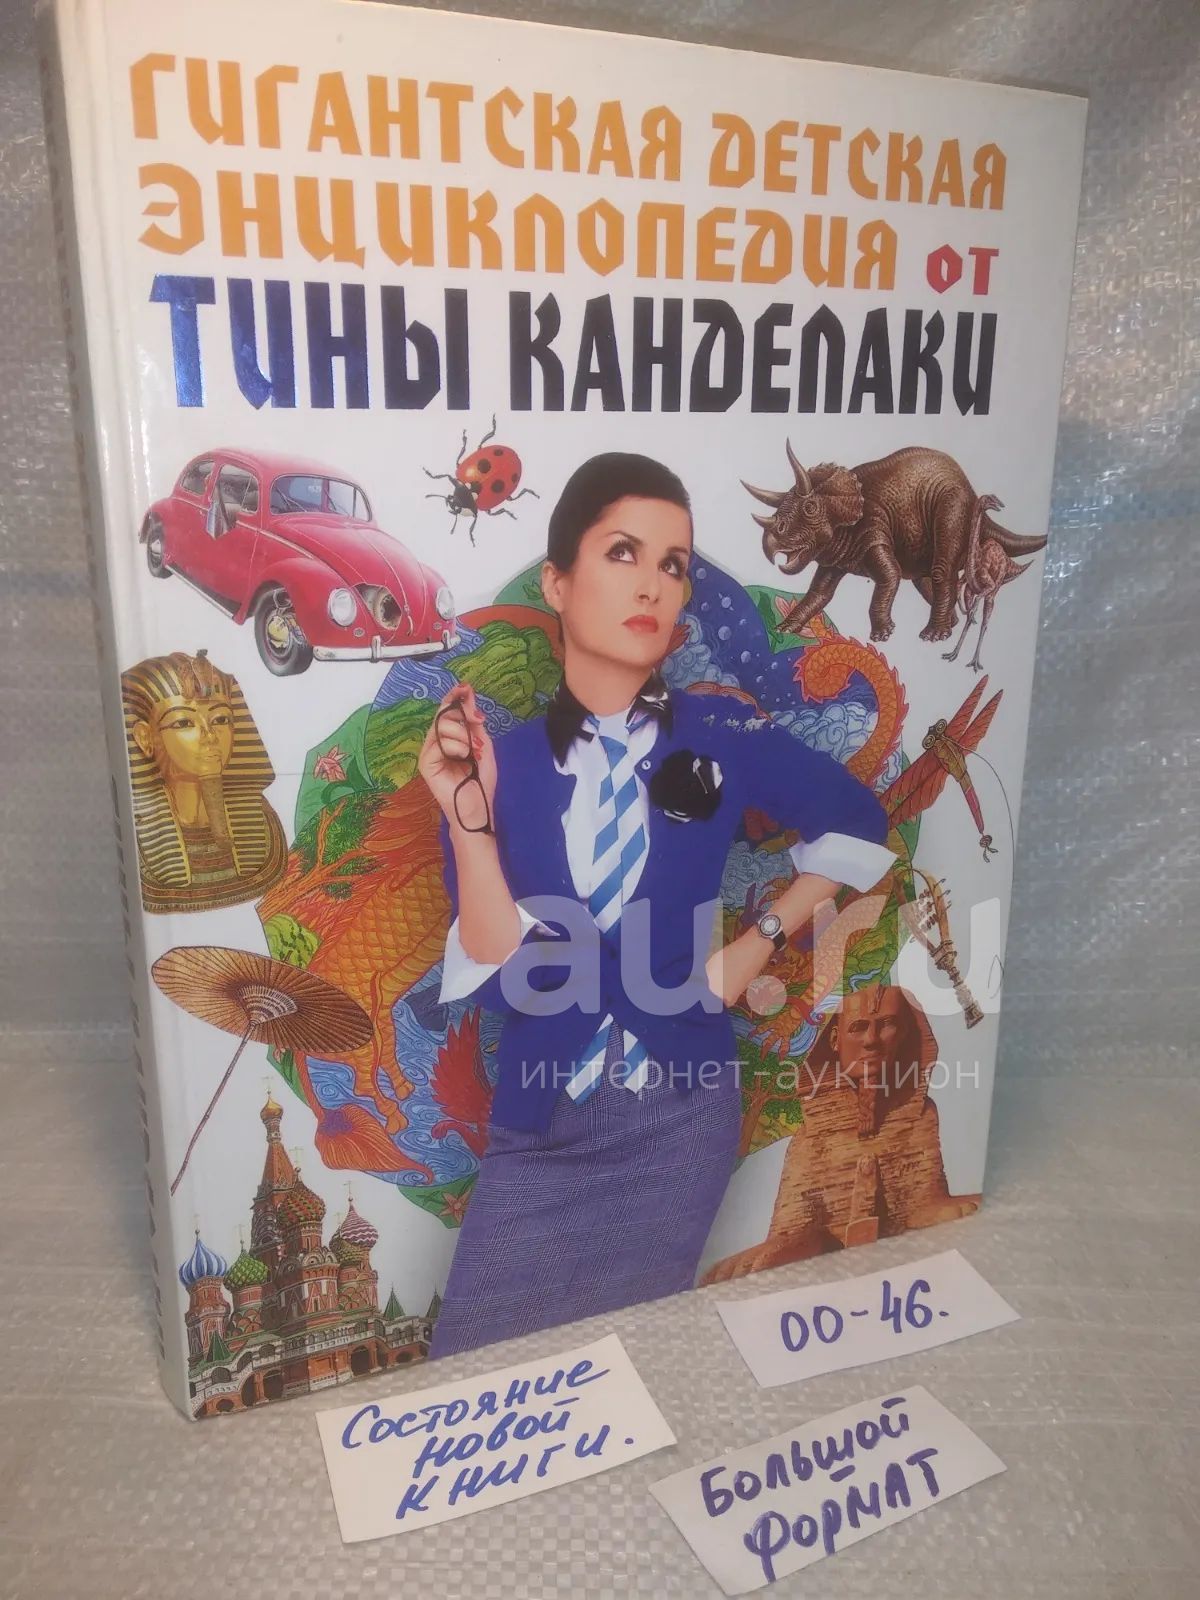 ГИГАНТСКАЯ ДЕТСКАЯ
ЭНЦИКЛОПЕДИЯ ОТ
ТИНЫ КАНДЕЛАКИ
au.ru
интернет-аукцион
00-46.
Состояние
новой
книги.
Большой
формат